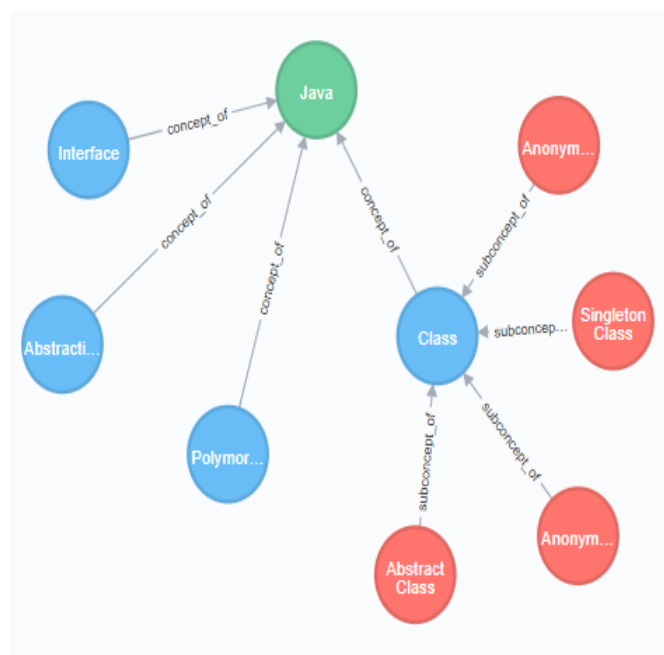 Java
Interface
concept_of
Anonym...
concept_of
concept_of
subconcept_of
concept_of
Singleton
Class
subconcep...
Class
Abstracti...
subconcept_of
subconcept_of
Polymor...
Anonym...
Abstract
Class